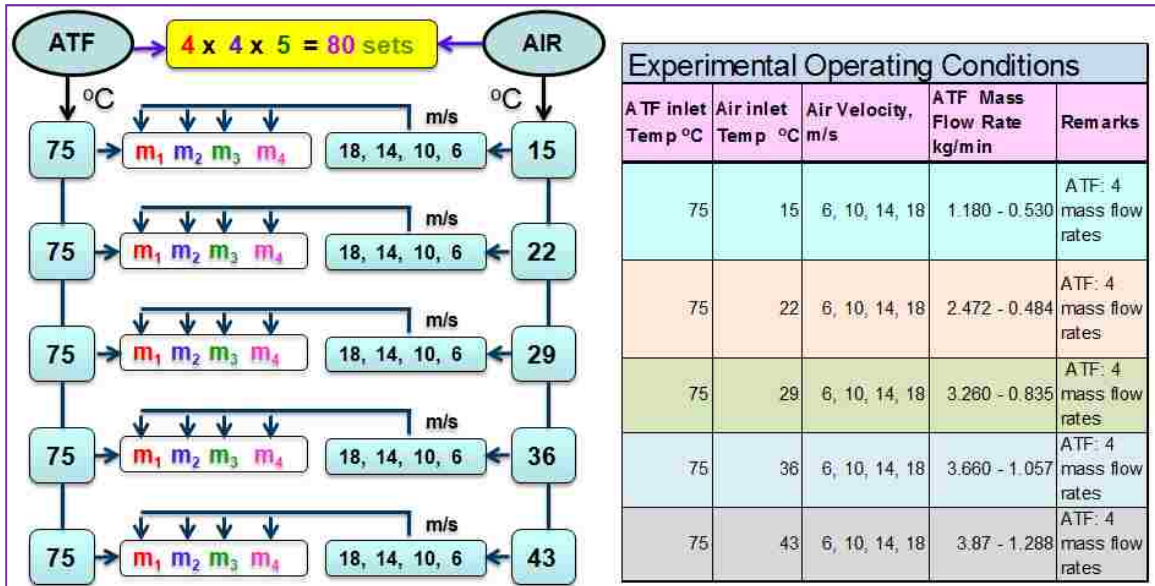 ATF
4 x 4 x 5 = 80 sets
AIR
ºC
ºC
m/s
75
m1 m2 m3 m4
18, 14, 10, 6
15
m/s
75
m1 m2 m3 m4
18, 14, 10, 6
22
m/s
75
m1 m2 m3 m4
18, 14, 10, 6
29
m/s
75
m1 m2 m3 m4
18, 14, 10, 6
36
m/s
75
m1 m2 m3 m4
18, 14, 10, 6
43
Experimental Operating Conditions
ATF inlet
Temp ºC
Air inlet
Temp ºC
Air Velocity,
m/s
ATF Mass
Flow Rate
kg/min
Remarks
75
15
6, 10, 14, 18
1.180 - 0.530
ATF: 4
mass flow
rates
75
22
6, 10, 14, 18
2.472 - 0.484
ATF: 4
mass flow
rates
75
29
6, 10, 14, 18
3.260 - 0.835
ATF: 4
mass flow
rates
75
36
6, 10, 14, 18
3.660 - 1.057
ATF: 4
mass flow
rates
75
43
6, 10, 14, 18
3.87 - 1.288
ATF: 4
mass flow
rates